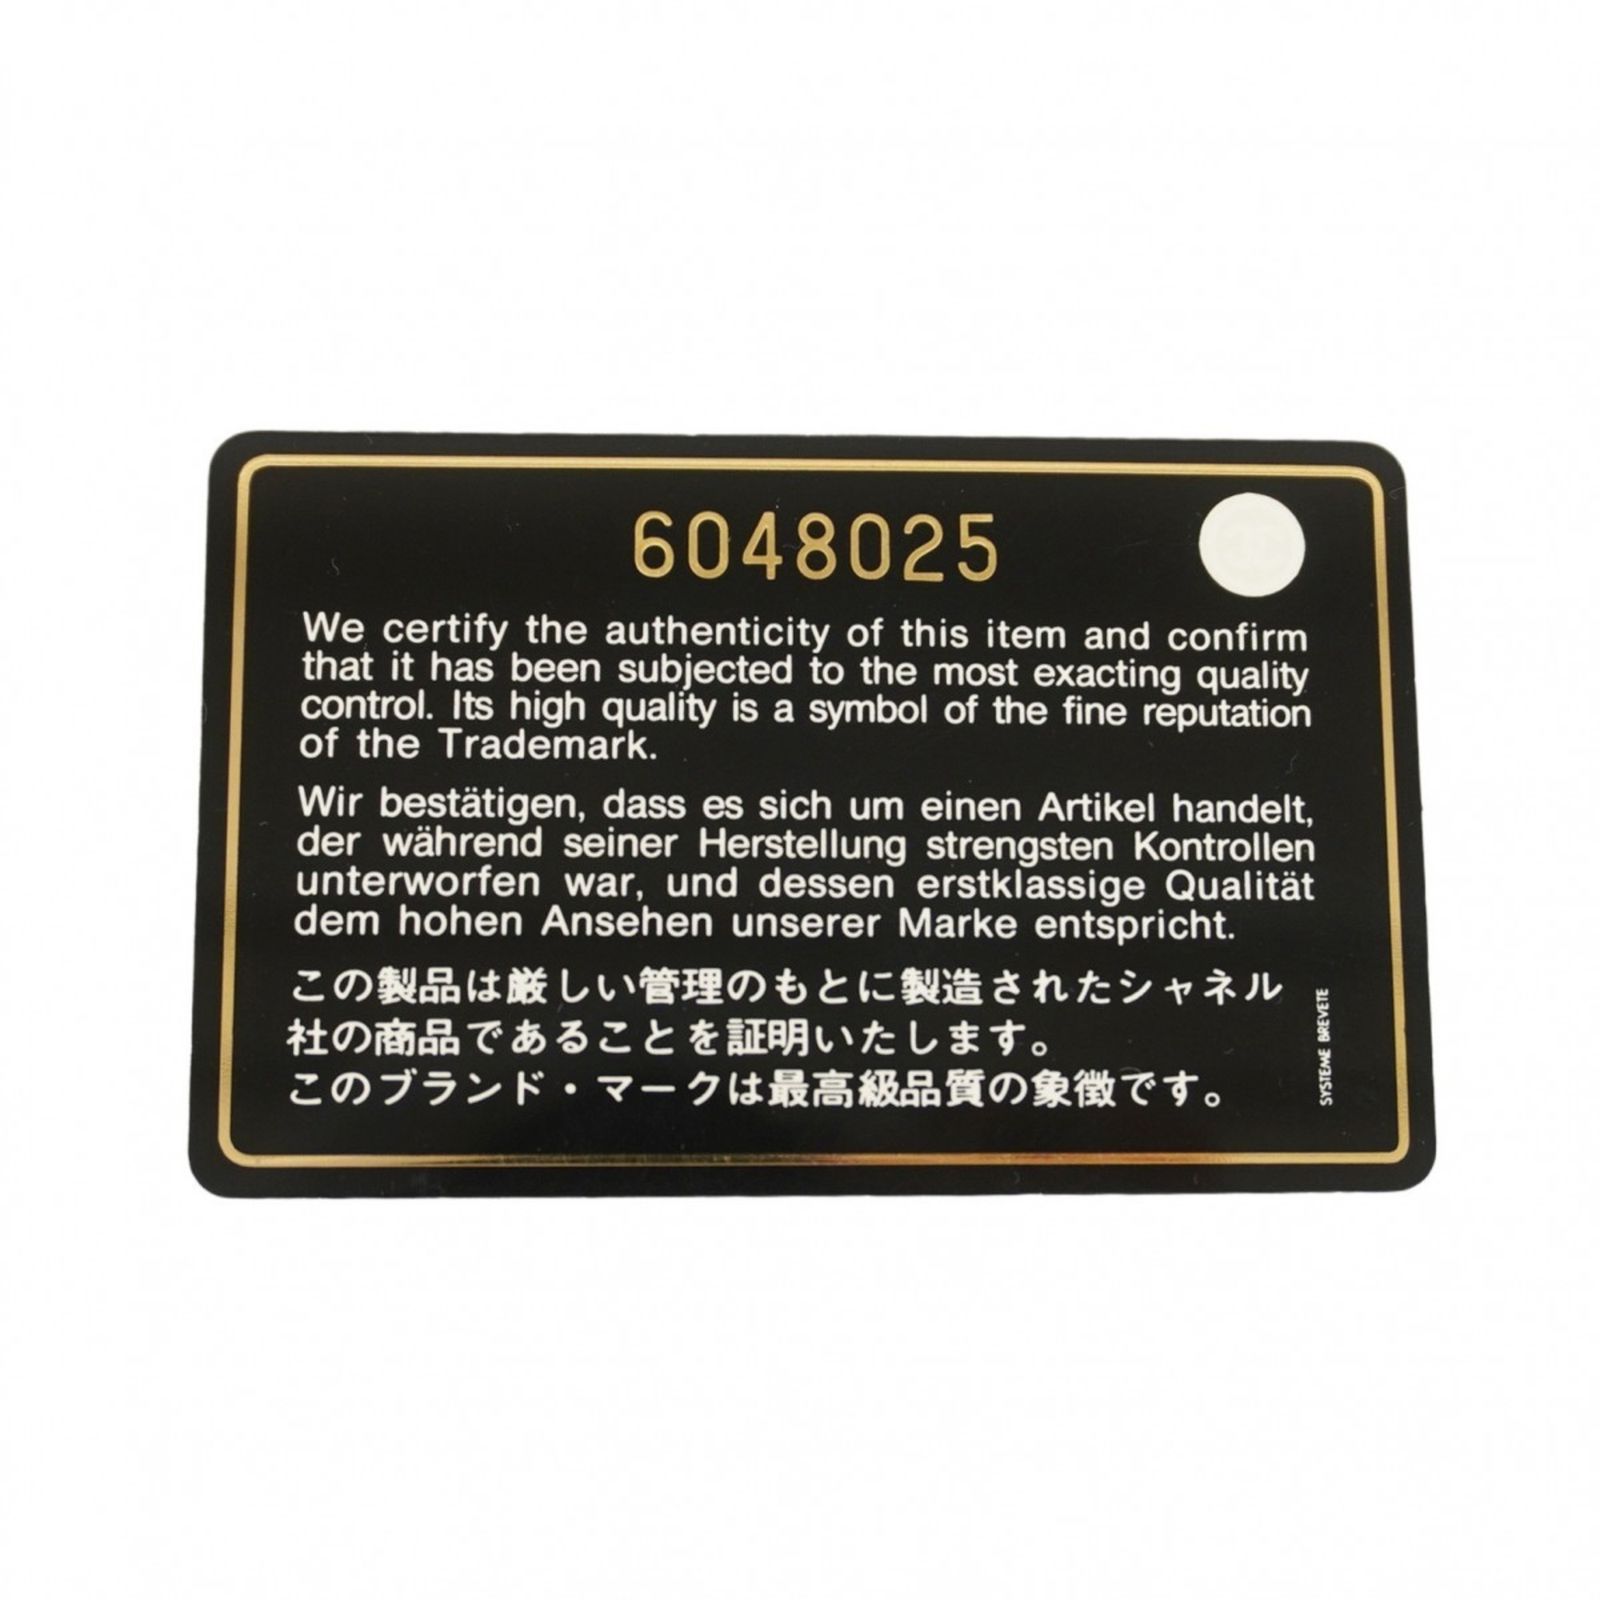 6048025
We certify the authenticity of this item and confirm
that it has been subjected to the most exacting quality
control. Its high quality is a symbol of the fine reputation
of the Trademark.
Wir bestätigen, dass es sich um einen Artikel handelt,
der während seiner Herstellung strengsten Kontrollen
unterworfen war, und dessen erstklassige Qualität
dem hohen Ansehen unserer Marke entspricht.
この製品は厳しい管理のもとに製造されたシャネル
社の商品であることを証明いたします。
このブランド・マークは最高級品質の象徴です。
SYSTEME BREVETE